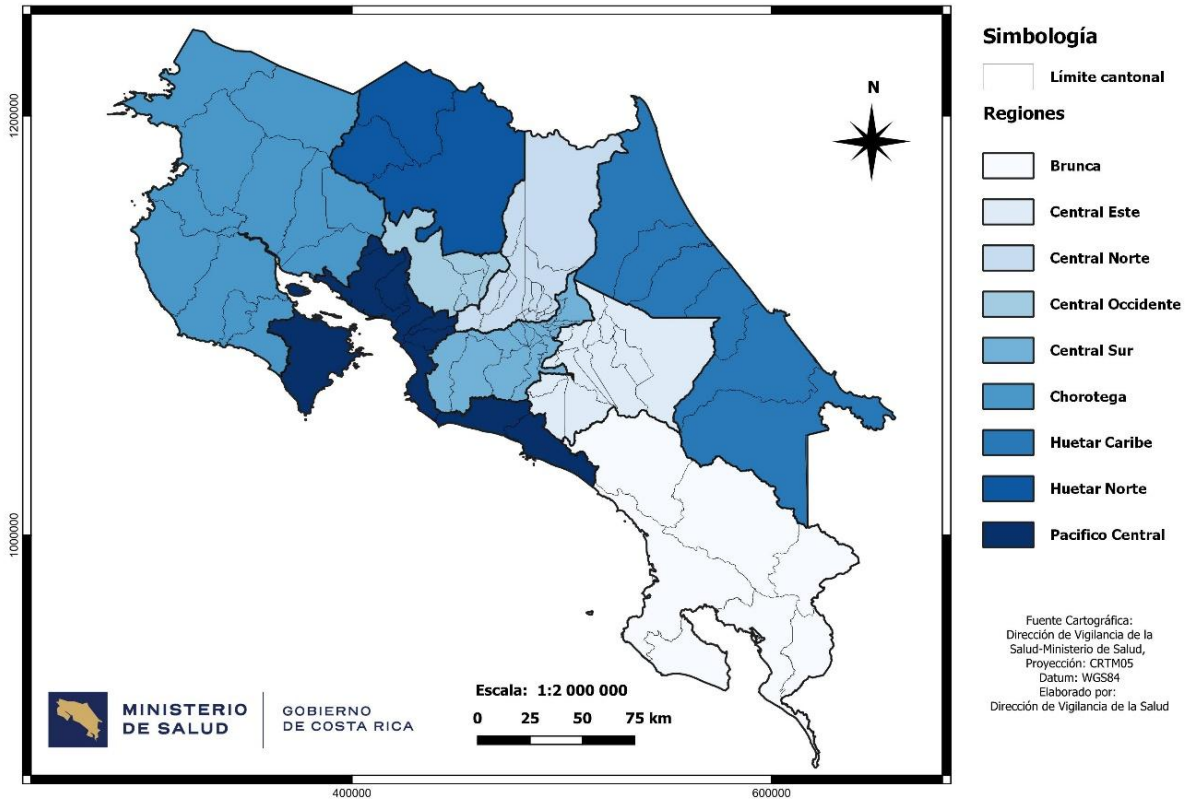 Simbología
Límite cantonal
Regiones
Brunca
Central Este
Central Norte
Central Occidente
Central Sur
Chorotega
Huetar Caribe
Huetar Norte
Pacifico Central
N
1200000
1000000
400000
600000
Escala: 1:2 000 000
0 25 50 75 km
MINISTERIO
DE SALUD
GOBIERNO
DE COSTA RICA
Fuente Cartográfica:
Dirección de Vigilancia de la
Salud-Ministerio de Salud,
Proyección: CRTM05
Datum: WGS84
Elaborado por:
Dirección de Vigilancia de la Salud